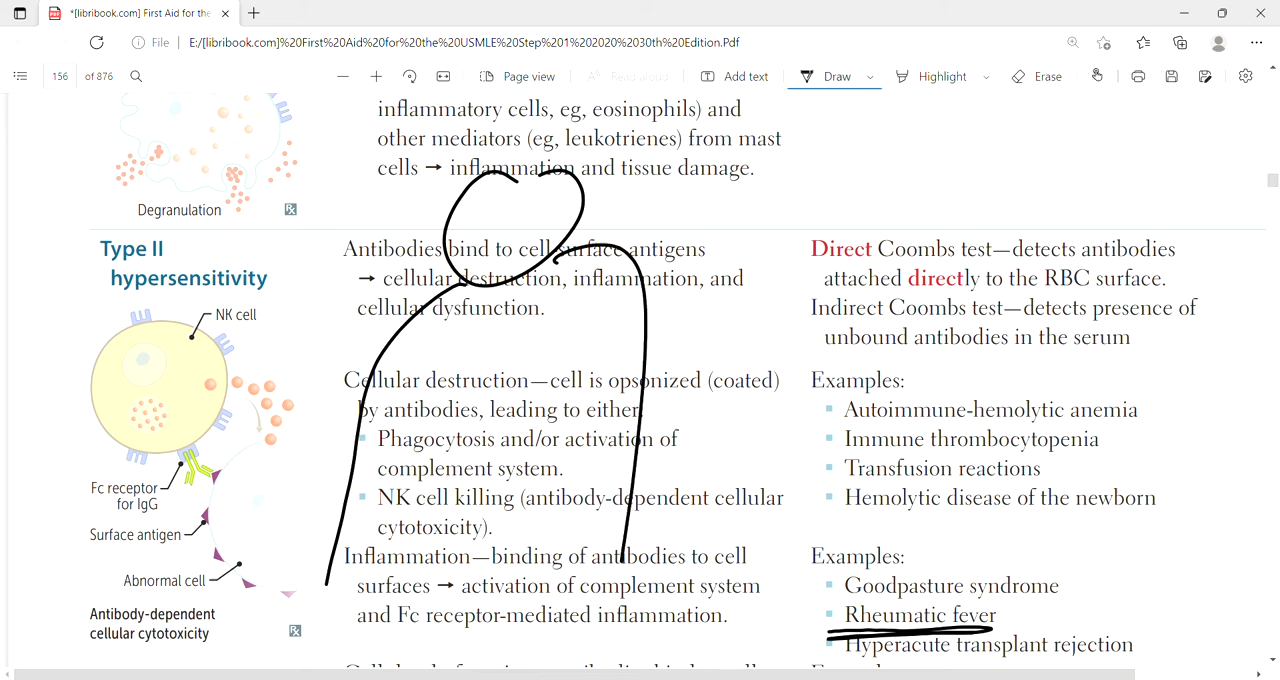 *[libribook.com] First Aid for the
File
E:/[libribook.com]%20First%20Aid%20for%20the%20USMLE%20Step%201%202020%2030th%20Edition.Pdf
156 of 876
Page view
Read aloud
Add text
Draw
Highlight
Erase
inflammatory cells, eg, eosinophils) and
other mediators (eg, leukotrienes) from mast
cells → inflammation and tissue damage.
Degranulation
Rx
Type II
hypersensitivity
NK cell
Fc receptor
for IgG
Surface antigen
Abnormal cell
Antibody-dependent
cellular cytotoxicity
Rx
Antibodies bind to cell surface antigens
→ cellular destruction, inflammation, and
cellular dysfunction.
Cellular destruction—cell is opsonized (coated)
by antibodies, leading to either:
Phagocytosis and/or activation of
complement system.
NK cell killing (antibody-dependent cellular
cytotoxicity).
Inflammation—binding of antibodies to cell
surfaces → activation of complement system
and Fc receptor-mediated inflammation.
Direct Coombs test—detects antibodies
attached directly to the RBC surface.
Indirect Coombs test—detects presence of
unbound antibodies in the serum
Examples:
Autoimmune-hemolytic anemia
Immune thrombocytopenia
Transfusion reactions
Hemolytic disease of the newborn
Examples:
Goodpasture syndrome
Rheumatic fever
Hyperacute transplant rejection